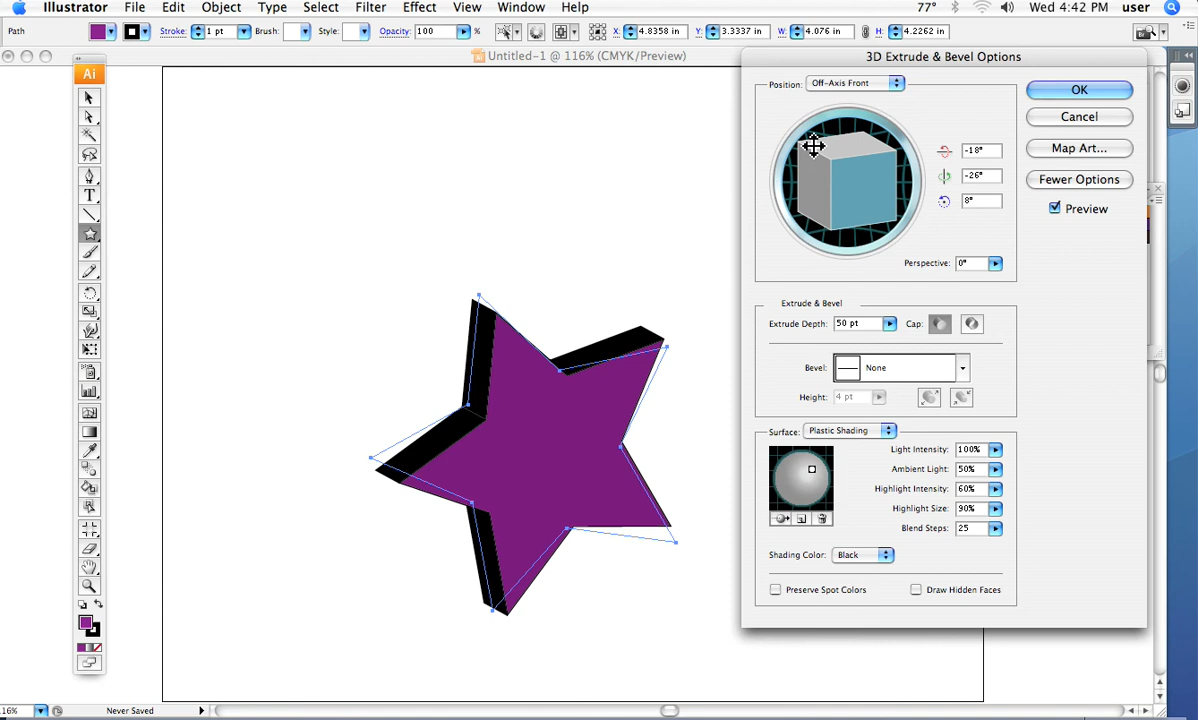 Illustrator File Edit Object Type Select Filter Effect View Window Help 77° Wed 4:42 PM user
Path Stroke: 1 pt Brush: Style: Opacity: 100 % X: 4.8358 in Y: 3.3337 in W: 4.076 in H: 4.2262 in
Untitled-1 @ 116% (CMYK/Preview)
3D Extrude & Bevel Options
Ai
T
Position: Off-Axis Front
OK
Cancel
-18°
Map Art...
-26°
Fewer Options
8°
Preview
Perspective: 0°
Extrude & Bevel
Extrude Depth: 50 pt Cap:
Bevel: None
Height: 4 pt
Surface: Plastic Shading
Light Intensity: 100%
Ambient Light: 50%
Highlight Intensity: 60%
Highlight Size: 90%
Blend Steps: 25
Shading Color: Black
Preserve Spot Colors Draw Hidden Faces
16% Never Saved